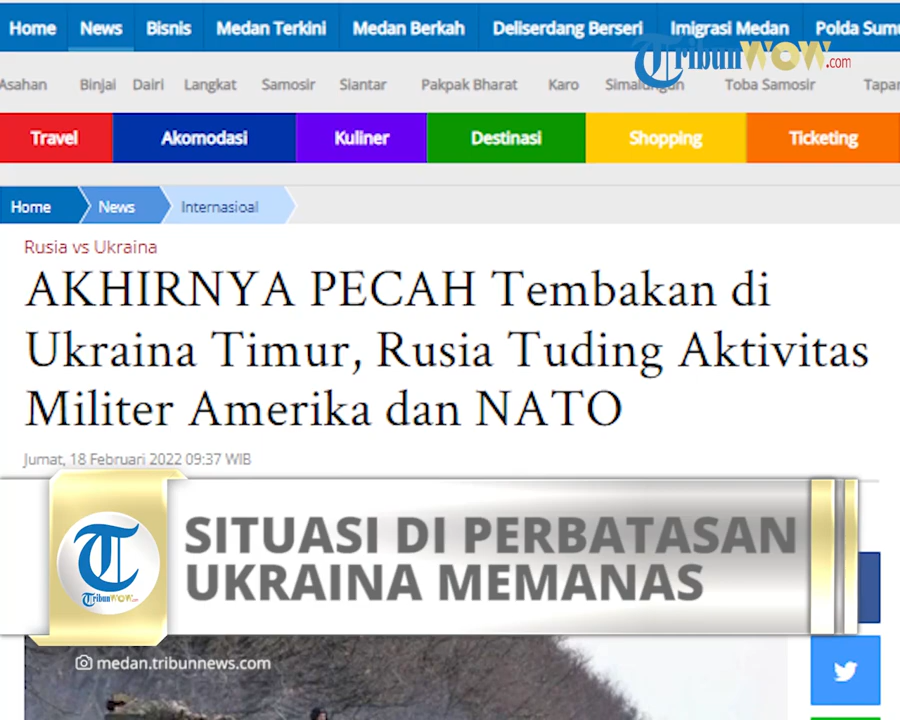 Home News Bisnis Medan Terkini Medan Berkah Deliserdang Berseri Imigrasi Medan Polda
TribunWOW.com
Asahan Binjai Dairi Langkat Samosir Siantar Pakpak Bharat Karo Simalungun Toba Samosir
Travel Akomodasi Kuliner Destinasi Shopping Ticketing
Home News Internasioal
Rusia vs Ukraina
AKHIRNYA PECAH Tembakan di
Ukraina Timur, Rusia Tuding Aktivitas
Militer Amerika dan NATO
Jumat, 18 Februari 2022 09:37 WIB
SITUASI DI PERBATASAN
UKRAINA MEMANAS
T
TribunWOW.com
medan.tribunnews.com